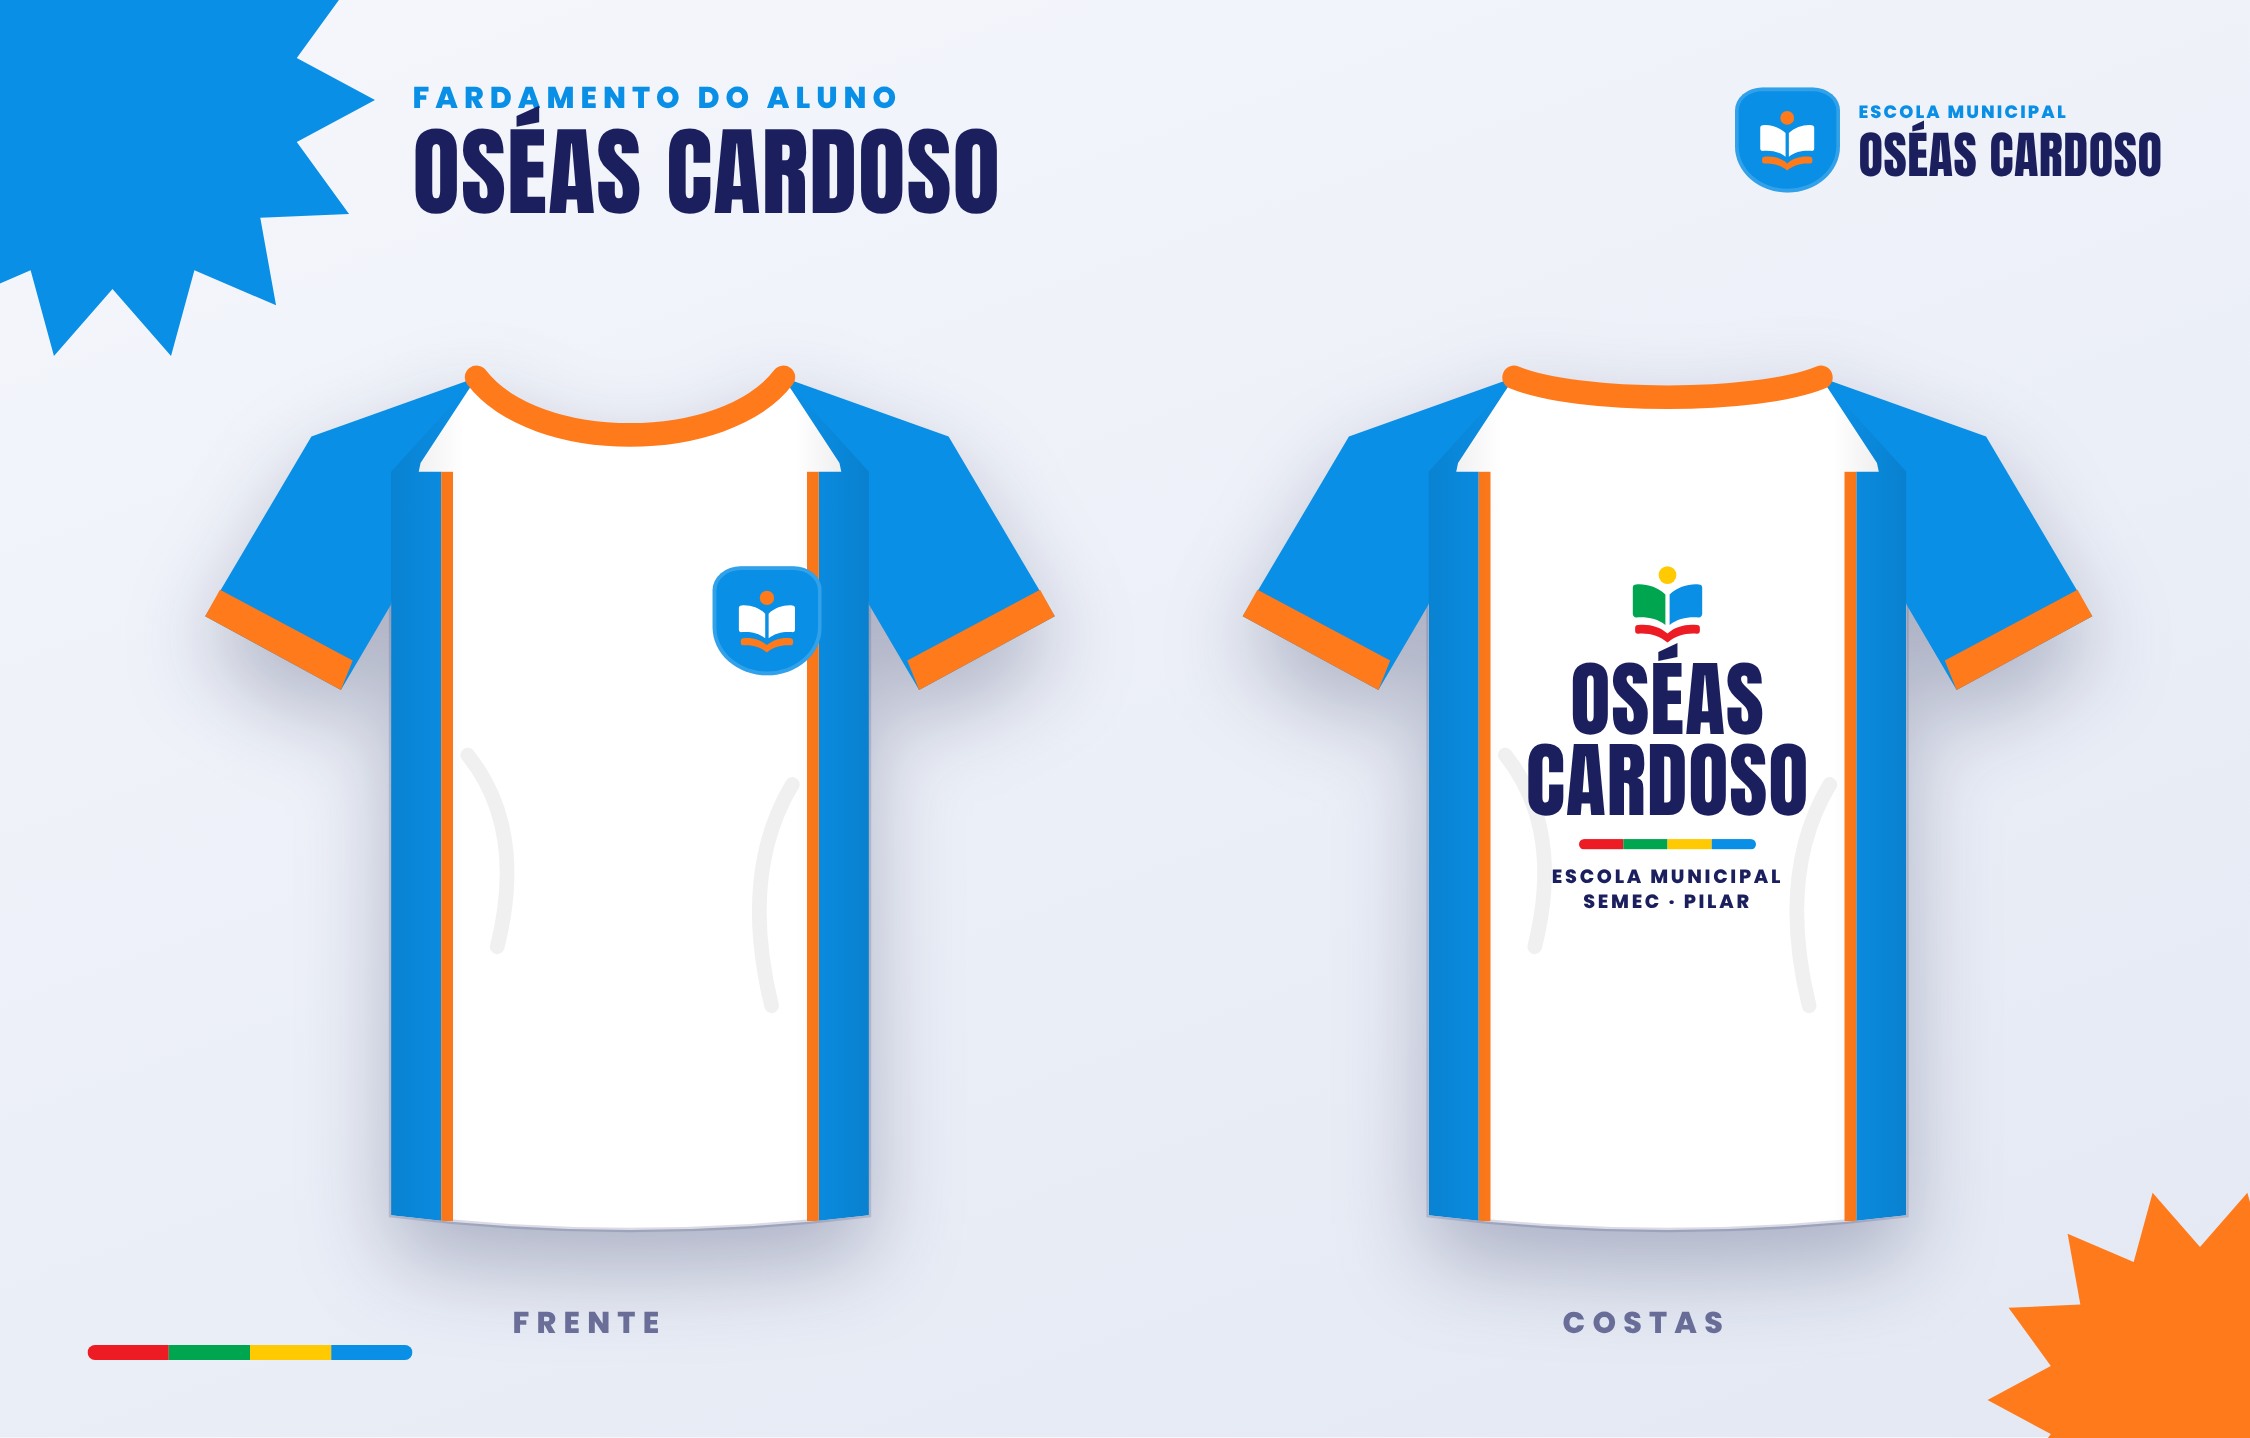 FARDAMENTO DO ALUNO
OSÉAS CARDOSO
ESCOLA MUNICIPAL
OSÉAS CARDOSO
OSÉAS
CARDOSO
ESCOLA MUNICIPAL
SEMEC · PILAR
FRENTE
COSTAS